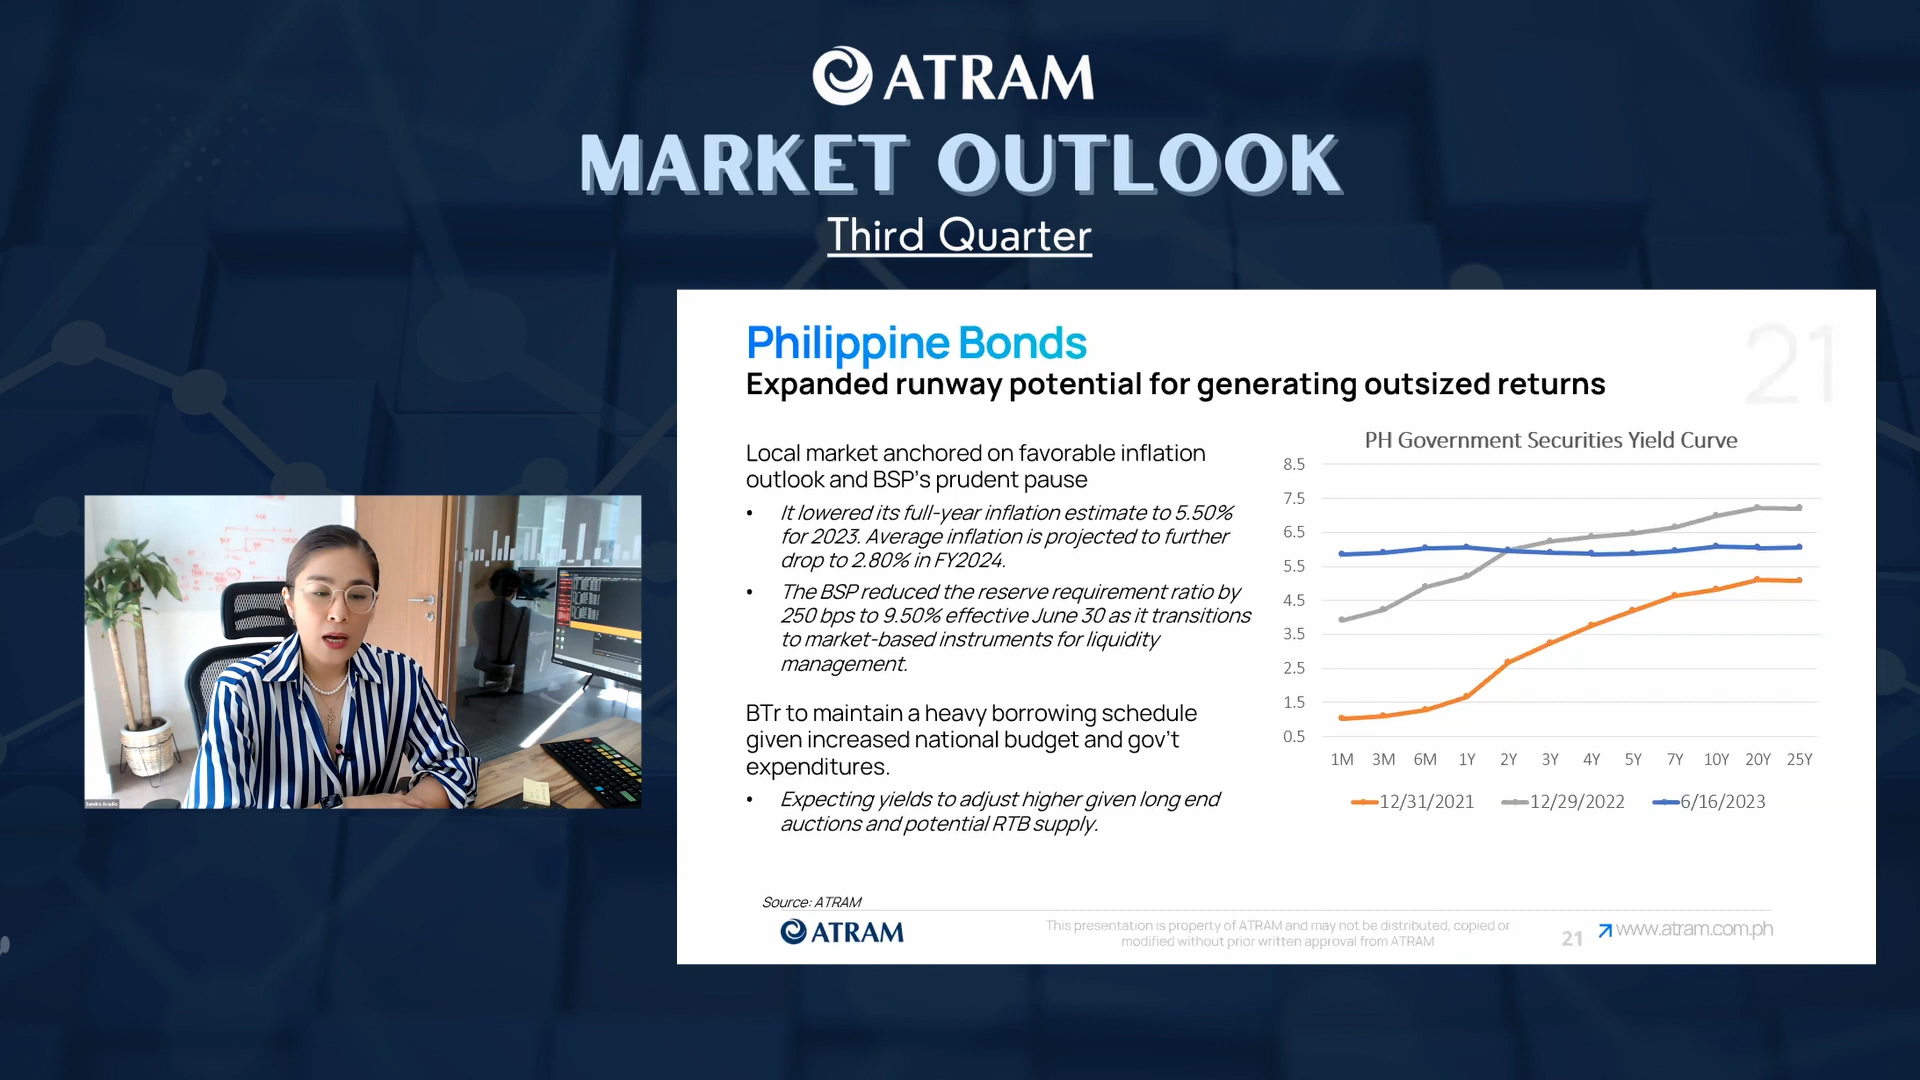 ATRAM
MARKET OUTLOOK
Third Quarter
Philippine Bonds
Expanded runway potential for generating outsized returns
21
Local market anchored on favorable inflation
outlook and BSP's prudent pause
• It lowered its full-year inflation estimate to 5.50%
for 2023. Average inflation is projected to further
drop to 2.80% in FY2024.
• The BSP reduced the reserve requirement ratio by
250 bps to 9.50% effective June 30 as it transitions
to market-based instruments for liquidity
management.
BTr to maintain a heavy borrowing schedule
given increased national budget and gov't
expenditures.
• Expecting yields to adjust higher given long end
auctions and potential RTB supply.
PH Government Securities Yield Curve
8.5
7.5
6.5
5.5
4.5
3.5
2.5
1.5
0.5
1M 3M 6M 1Y 2Y 3Y 4Y 5Y 7Y 10Y 20Y 25Y
12/31/2021 12/29/2022 6/16/2023
Source: ATRAM
ATRAM
This presentation is property of ATRAM and may not be distributed, copied or
modified without prior written approval from ATRAM
21
www.atram.com.ph